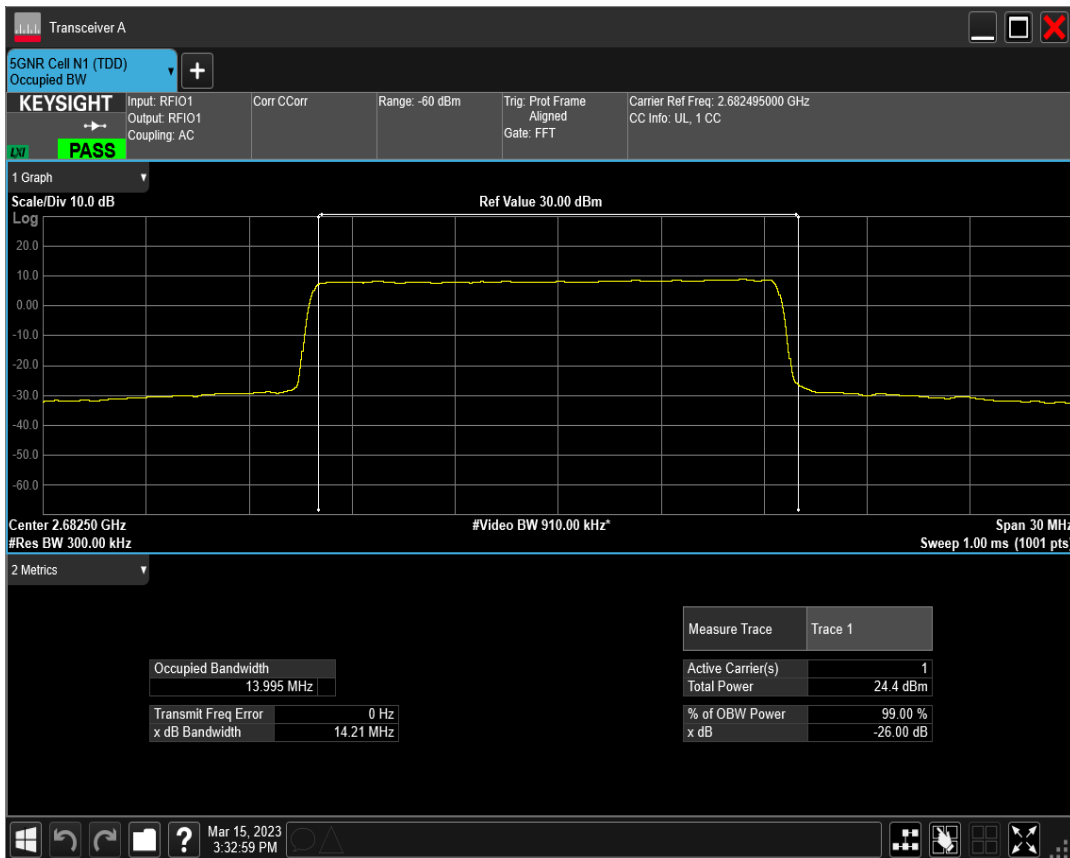 Transceiver A
5GNR Cell N1 (TDD)
Occupied BW
+
KEYSIGHT
LXI
PASS
Input: RFIO1
Output: RFIO1
Coupling: AC
Corr CCorr
Range: -60 dBm
Trig: Prot Frame
Aligned
Gate: FFT
Carrier Ref Freq: 2.682495000 GHz
CC Info: UL, 1 CC
1 Graph
Scale/Div 10.0 dB
Ref Value 30.00 dBm
Log
20.0
10.0
0.00
-10.0
-20.0
-30.0
-40.0
-50.0
-60.0
Center 2.68250 GHz
#Video BW 910.00 kHz*
Span 30 MHz
#Res BW 300.00 kHz
Sweep 1.00 ms (1001 pts)
2 Metrics
Measure Trace Trace 1
Occupied Bandwidth
13.995 MHz
Active Carrier(s) 1
Total Power 24.4 dBm
Transmit Freq Error 0 Hz
x dB Bandwidth 14.21 MHz
% of OBW Power 99.00 %
x dB -26.00 dB
?
Mar 15, 2023
3:32:59 PM